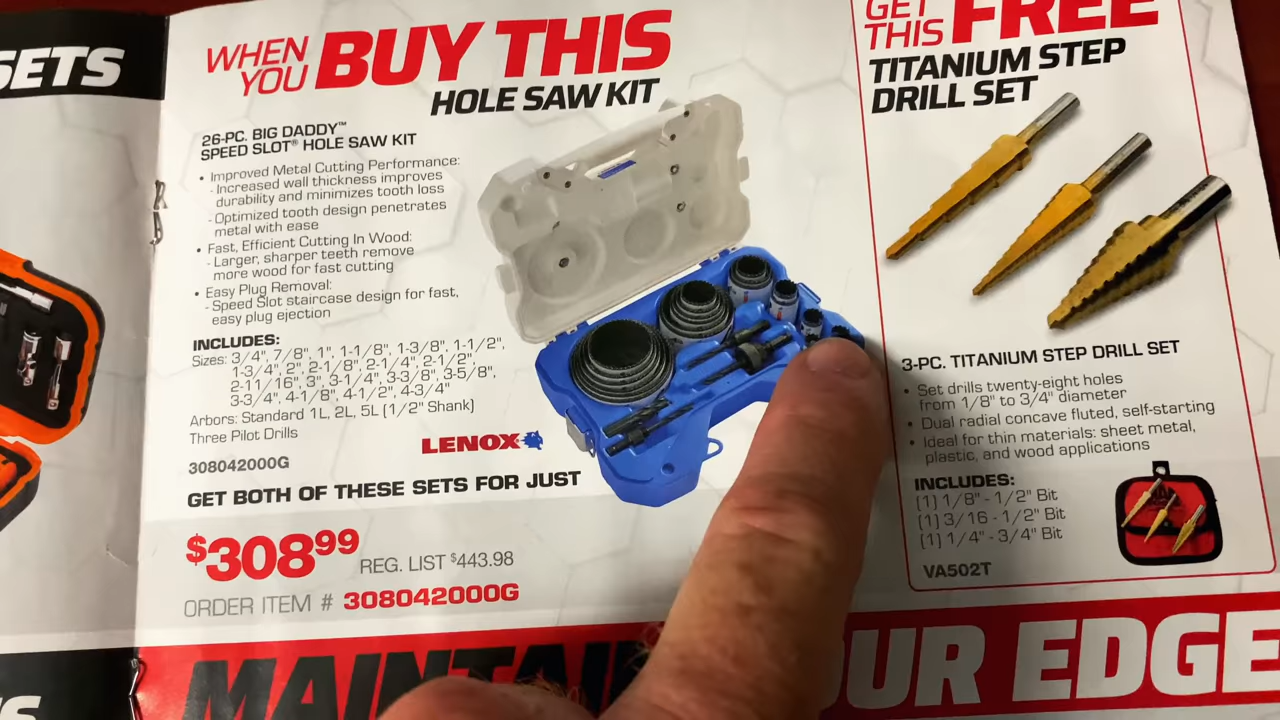 SETS
WHEN YOU BUY THIS
HOLE SAW KIT
26-PC. BIG DADDY™
SPEED SLOT® HOLE SAW KIT
• Improved Metal Cutting Performance:
- Increased wall thickness improves
durability and minimizes tooth loss
- Optimized tooth design penetrates
metal with ease
• Fast, Efficient Cutting In Wood:
- Larger, sharper teeth remove
more wood for fast cutting
• Easy Plug Removal:
- Speed Slot staircase design for fast,
easy plug ejection
INCLUDES:
Sizes: 3/4", 7/8", 1", 1-1/8", 1-3/8", 1-1/2",
1-3/4", 2", 2-1/8", 2-1/4", 2-1/2",
2-11/16", 3", 3-1/4", 3-3/8", 3-5/8",
3-3/4", 4-1/8", 4-1/2", 4-3/4"
Arbors: Standard 1L, 2L, 5L (1/2" Shank)
Three Pilot Drills
LENOX
308042000G
GET BOTH OF THESE SETS FOR JUST
$308.99 REG. LIST $443.98
ORDER ITEM # 308042000G
GET THIS FREE
TITANIUM STEP
DRILL SET
3-PC. TITANIUM STEP DRILL SET
• Set drills twenty-eight holes
from 1/8" to 3/4" diameter
• Dual radial concave fluted, self-starting
• Ideal for thin materials: sheet metal,
plastic, and wood applications
INCLUDES:
(1) 1/8" - 1/2" Bit
(1) 3/16 - 1/2" Bit
(1) 1/4" - 3/4" Bit
VA502T
MAINTAI OUR EDGE